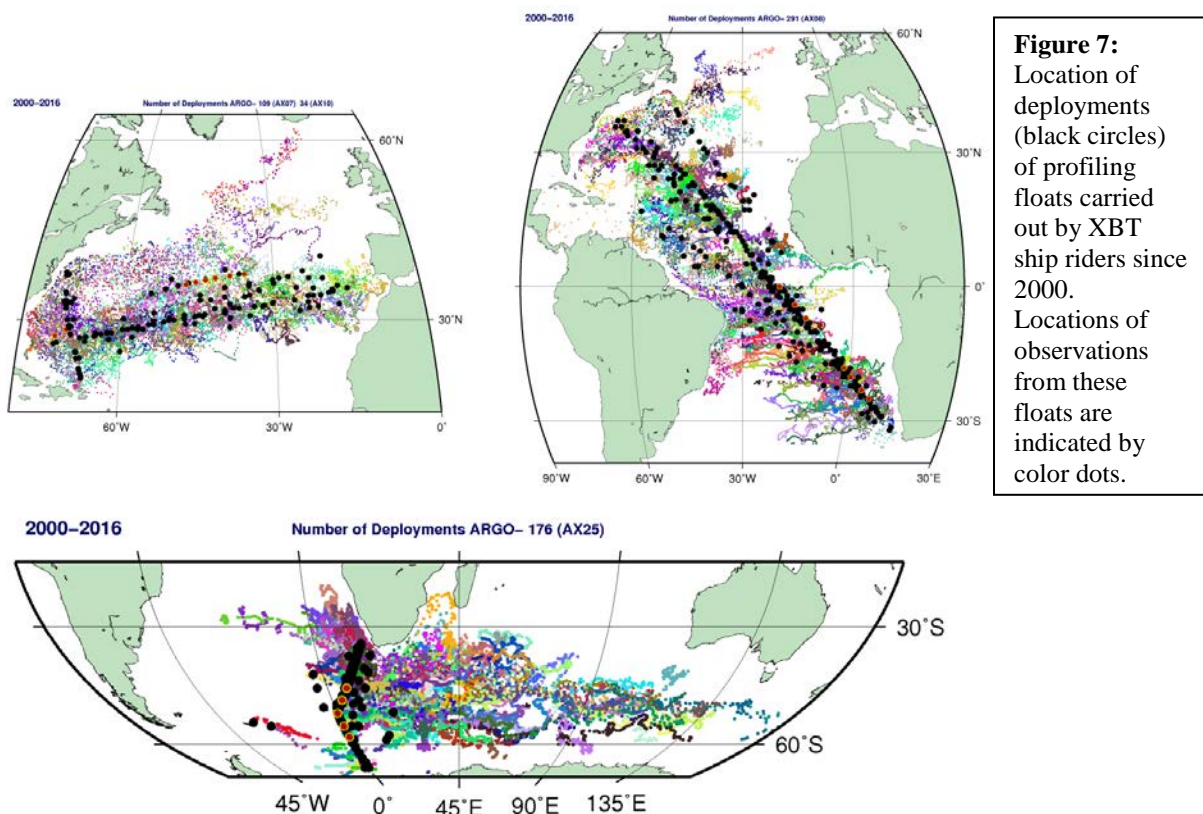 2000-2016
Number of Deployments ARGO- 109 (AX07) 34 (AX10)
60°N
30°N
60°W
30°W
0°
2000-2016
Number of Deployments ARGO- 291 (AX08)
60°N
30°N
0°
30°S
90°W
60°W
30°W
0°
30°E
Figure 7:
Location of
deployments
(black circles)
of profiling
floats carried
out by XBT
ship riders since
2000.
Locations of
observations
from these
floats are
indicated by
color dots.
2000-2016
Number of Deployments ARGO- 176 (AX25)
30°S
60°S
45°W
0°
45°E
90°E
135°E